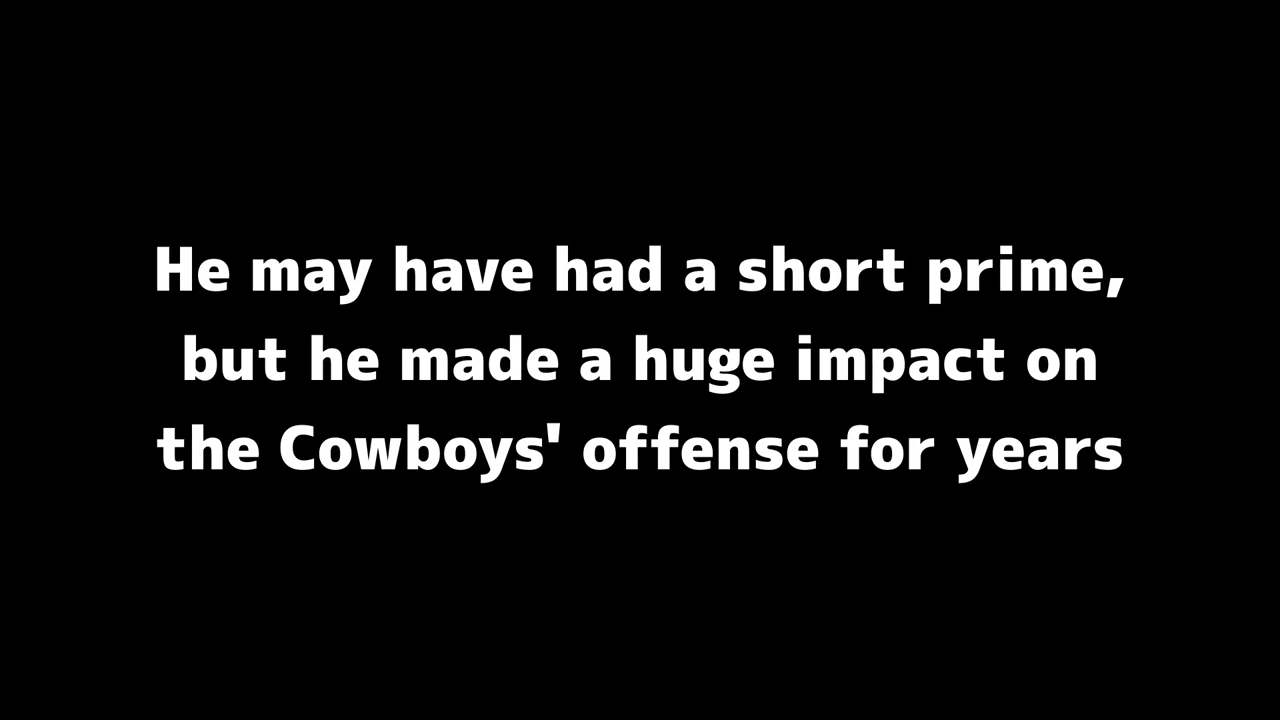 He may have had a short prime,
but he made a huge impact on
the Cowboys' offense for years